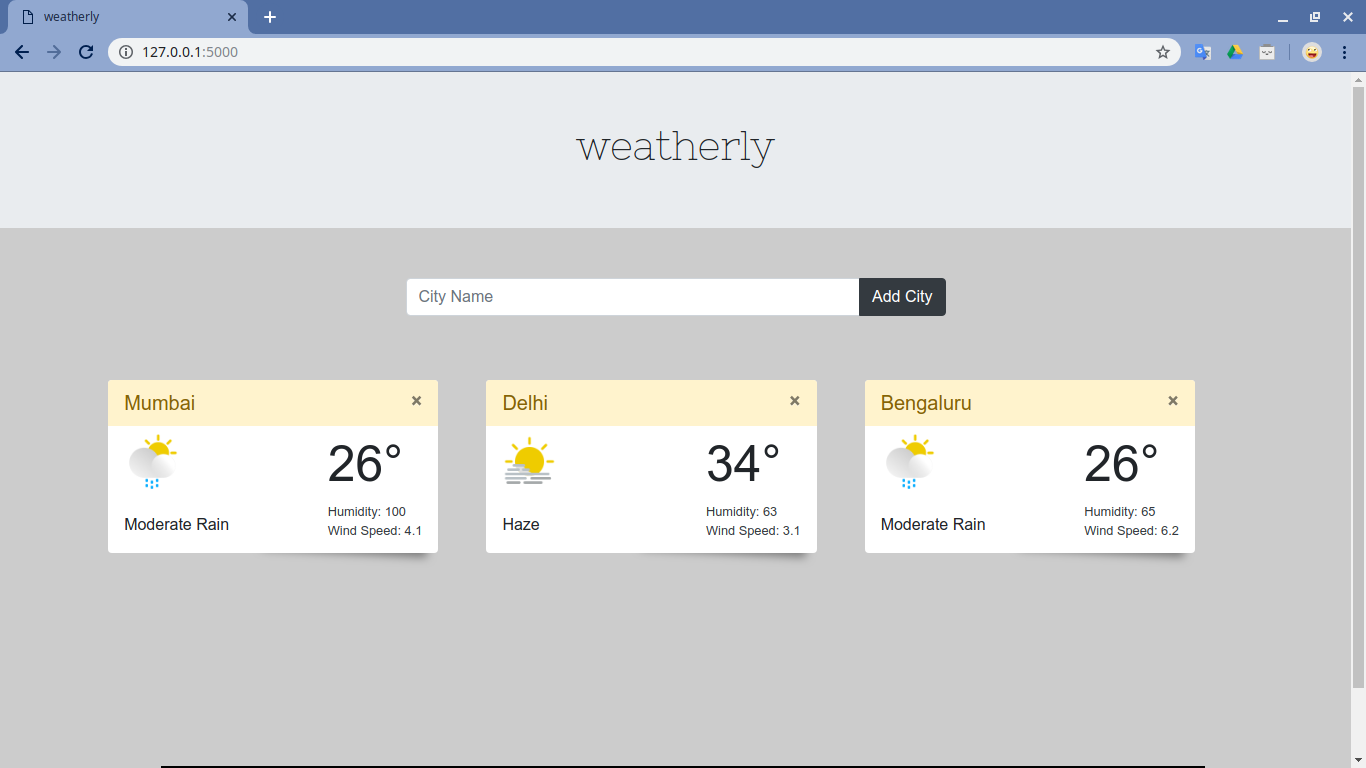 weatherly
127.0.0.1:5000
weatherly
City Name
Add City
Mumbai
×
26°
Moderate Rain
Humidity: 100
Wind Speed: 4.1
Delhi
×
34°
Haze
Humidity: 63
Wind Speed: 3.1
Bengaluru
×
26°
Moderate Rain
Humidity: 65
Wind Speed: 6.2